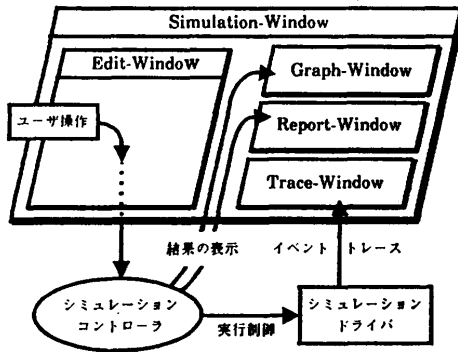 Simulation-Window
Edit-Window
Graph-Window
ユーザ操作
Report-Window
Trace-Window
結果の表示
イベント トレース
シミュレーション
コントローラ
実行制御
シミュレーション
ドライバ